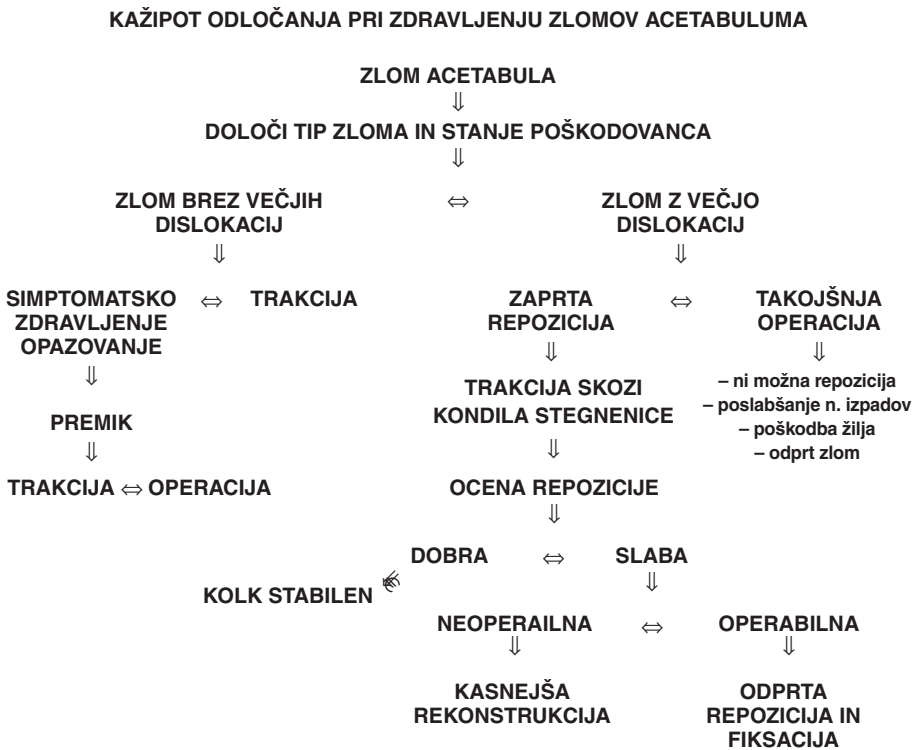 KAŽIPOT ODLOČANJA PRI ZDRAVLJENJU ZLOMOV ACETABULUMA
ZLOM ACETABULA
⇓
DOLOČI TIP ZLOMA IN STANJE POŠKODOVANCA
⇓
ZLOM BREZ VEČJIH
DISLOKACIJ
⇔
ZLOM Z VEČJO
DISLOKACIJ
⇓ ⇓
SIMPTOMATSKO
ZDRAVLJENJE
OPAZOVANJE
⇔ TRAKCIJA
ZAPRTA
REPOZICIJA
⇔
TAKOJŠNJA
OPERACIJA
⇓ ⇓ ⇓
PREMIK
⇓
TRAKCIJA ⇔ OPERACIJA
TRAKCIJA SKOZI
KONDILA STEGNENICE
– ni možna repozicija
– poslabšanje n. izpadov
– poškodba žilja
– odprt zlom
⇓
OCENA REPOZICIJE
⇓
DOBRA ⇔ SLABA
⇓
KOLK STABILEN
NEOPERAILNA ⇔ OPERABILNA
⇓ ⇓
KASNEJŠA
REKONSTRUKCIJA
ODPRTA
REPOZICIJA IN
FIKSACIJA